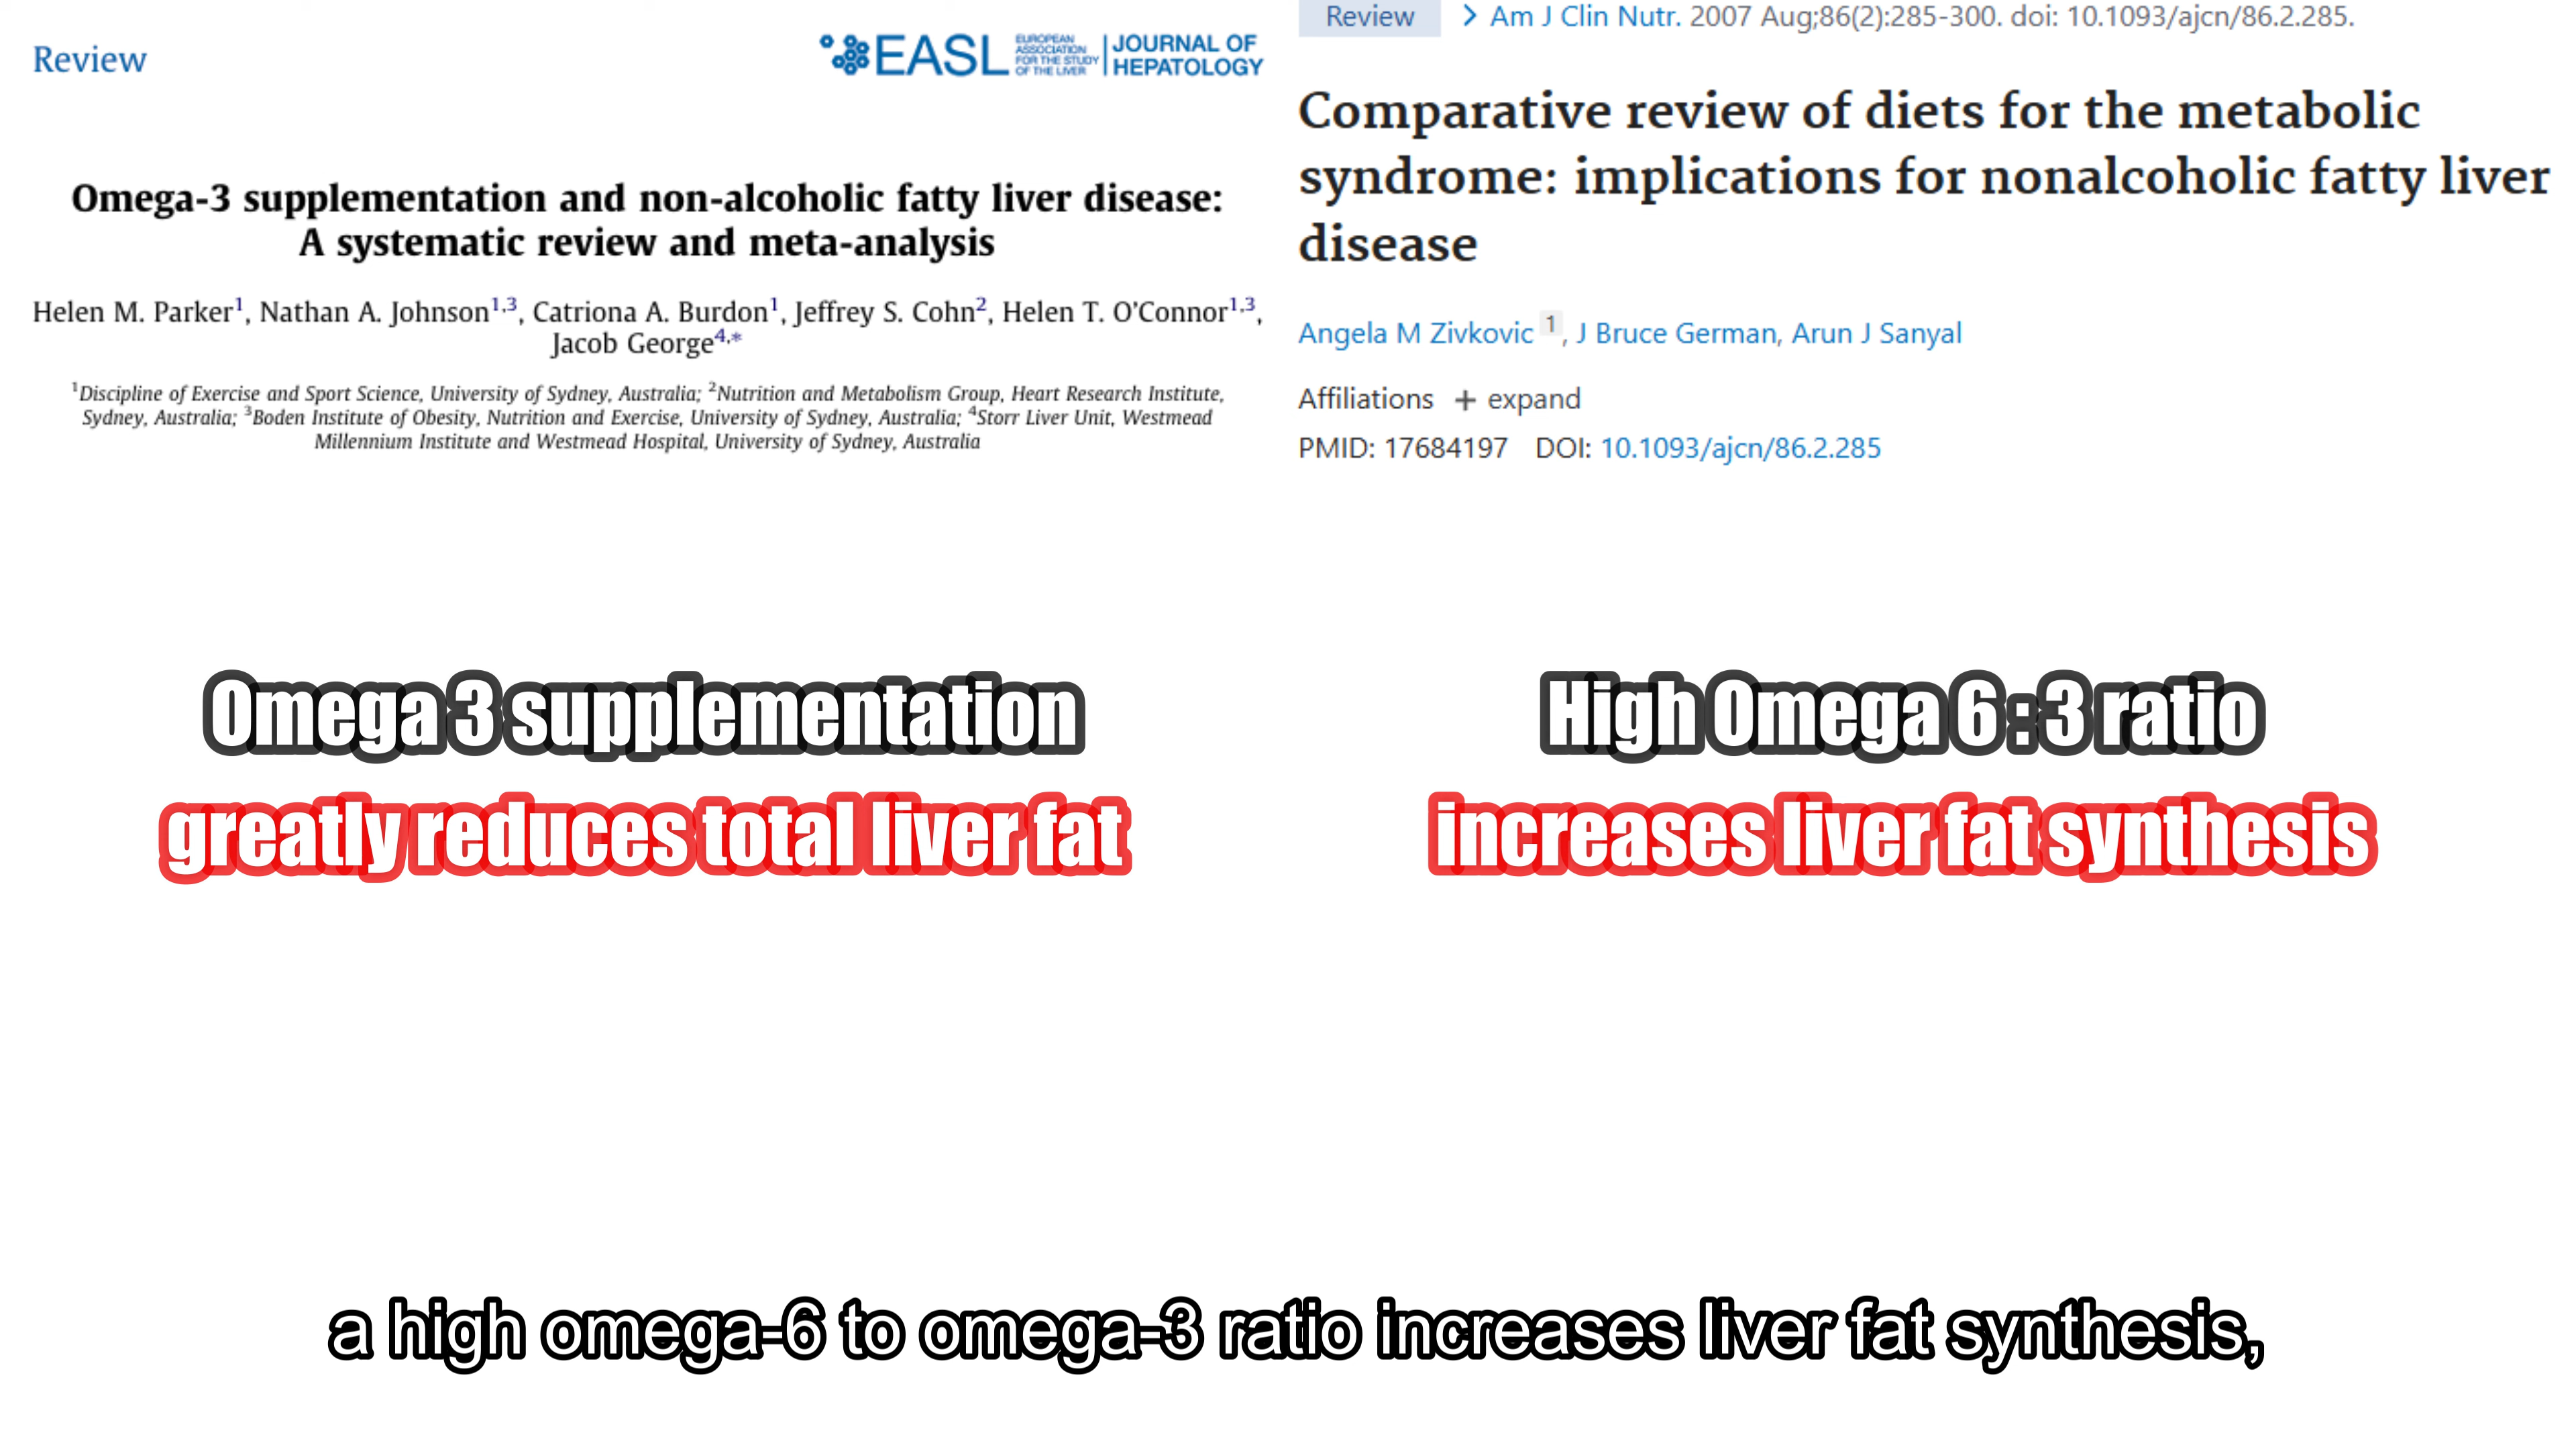 Review
EASL
EUROPEAN
ASSOCIATION
FOR THE STUDY
OF THE LIVER
JOURNAL OF
HEPATOLOGY
Omega-3 supplementation and non-alcoholic fatty liver disease:
A systematic review and meta-analysis
Helen M. Parker1, Nathan A. Johnson1,3, Catriona A. Burdon1, Jeffrey S. Cohn2, Helen T. O'Connor1,3,
Jacob George4,*
1Discipline of Exercise and Sport Science, University of Sydney, Australia; 2Nutrition and Metabolism Group, Heart Research Institute,
Sydney, Australia; 3Boden Institute of Obesity, Nutrition and Exercise, University of Sydney, Australia; 4Storr Liver Unit, Westmead
Millennium Institute and Westmead Hospital, University of Sydney, Australia
Review > Am J Clin Nutr. 2007 Aug;86(2):285-300. doi: 10.1093/ajcn/86.2.285.
Comparative review of diets for the metabolic
syndrome: implications for nonalcoholic fatty liver
disease
Angela M Zivkovic 1, J Bruce German, Arun J Sanyal
Affiliations + expand
PMID: 17684197 DOI: 10.1093/ajcn/86.2.285
Omega 3 supplementation
greatly reduces total liver fat
High Omega 6:3 ratio
increases liver fat synthesis
a high omega-6 to omega-3 ratio increases liver fat synthesis,